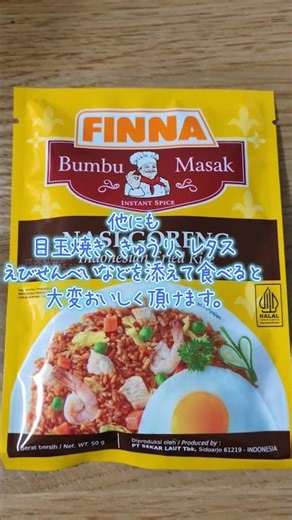 FINNA
Bumbu Masak
INSTANT SPICE
他にも
NASI GORENG
目玉焼き、きゅうり、レタス
Indonesian Fried Rice
えびせんべいなどを添えて食べると
大変おいしく頂けます。
HALAL
INDONESIA
Berat bersih / Net. WT. 50 g
Diproduksi oleh / Produced by :
PT SEKAR LAUT Tbk, Sidoarjo 61219 - INDONESIA